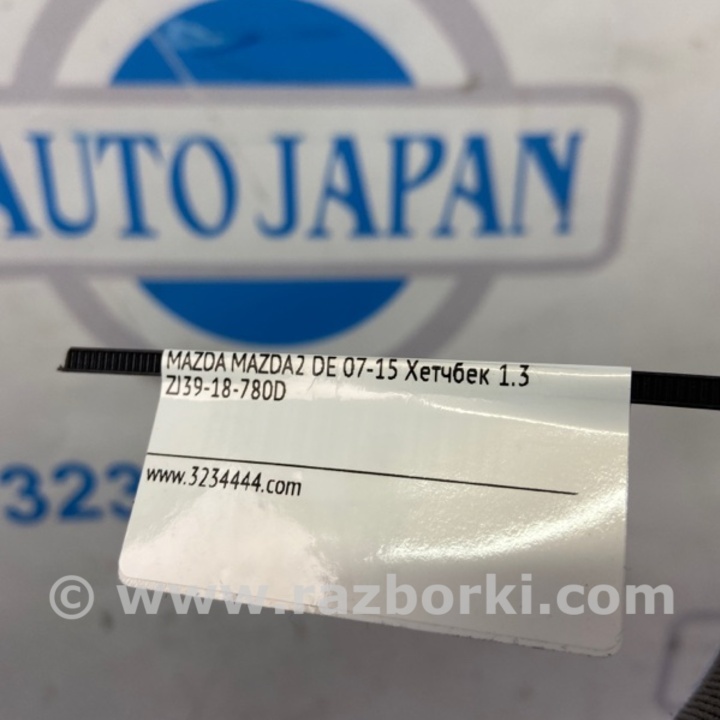 AUTO JAPAN
MAZDA MAZDA2 DE 07-15 Хетчбек 1.3
ZJ39-18-780D
www.3234444.com
323
© www.razborki.com